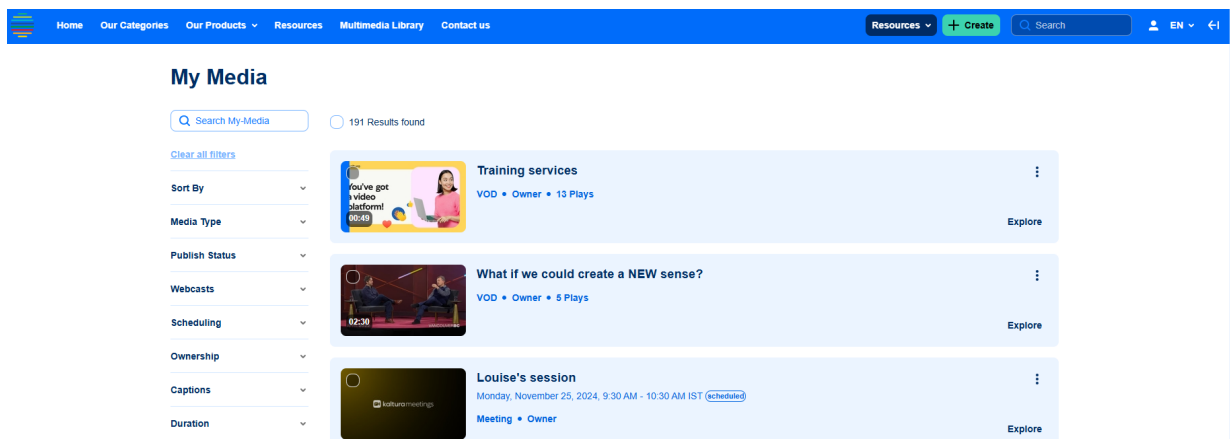 Home Our Categories Our Products Resources Multimedia Library Contact us Resources + Create Search EN
My Media
Search My-Media
191 Results found
Clear all filters
Sort By
Media Type
Publish Status
Webcasts
Scheduling
Ownership
Captions
Duration
You've got
a video
platform!
00:49
Training services
VOD • Owner • 13 Plays
Explore
02:30
What if we could create a NEW sense?
VOD • Owner • 5 Plays
Explore
kaltura meetings
Louise's session
Monday, November 25, 2024, 9:30 AM - 10:30 AM IST scheduled
Meeting • Owner
Explore